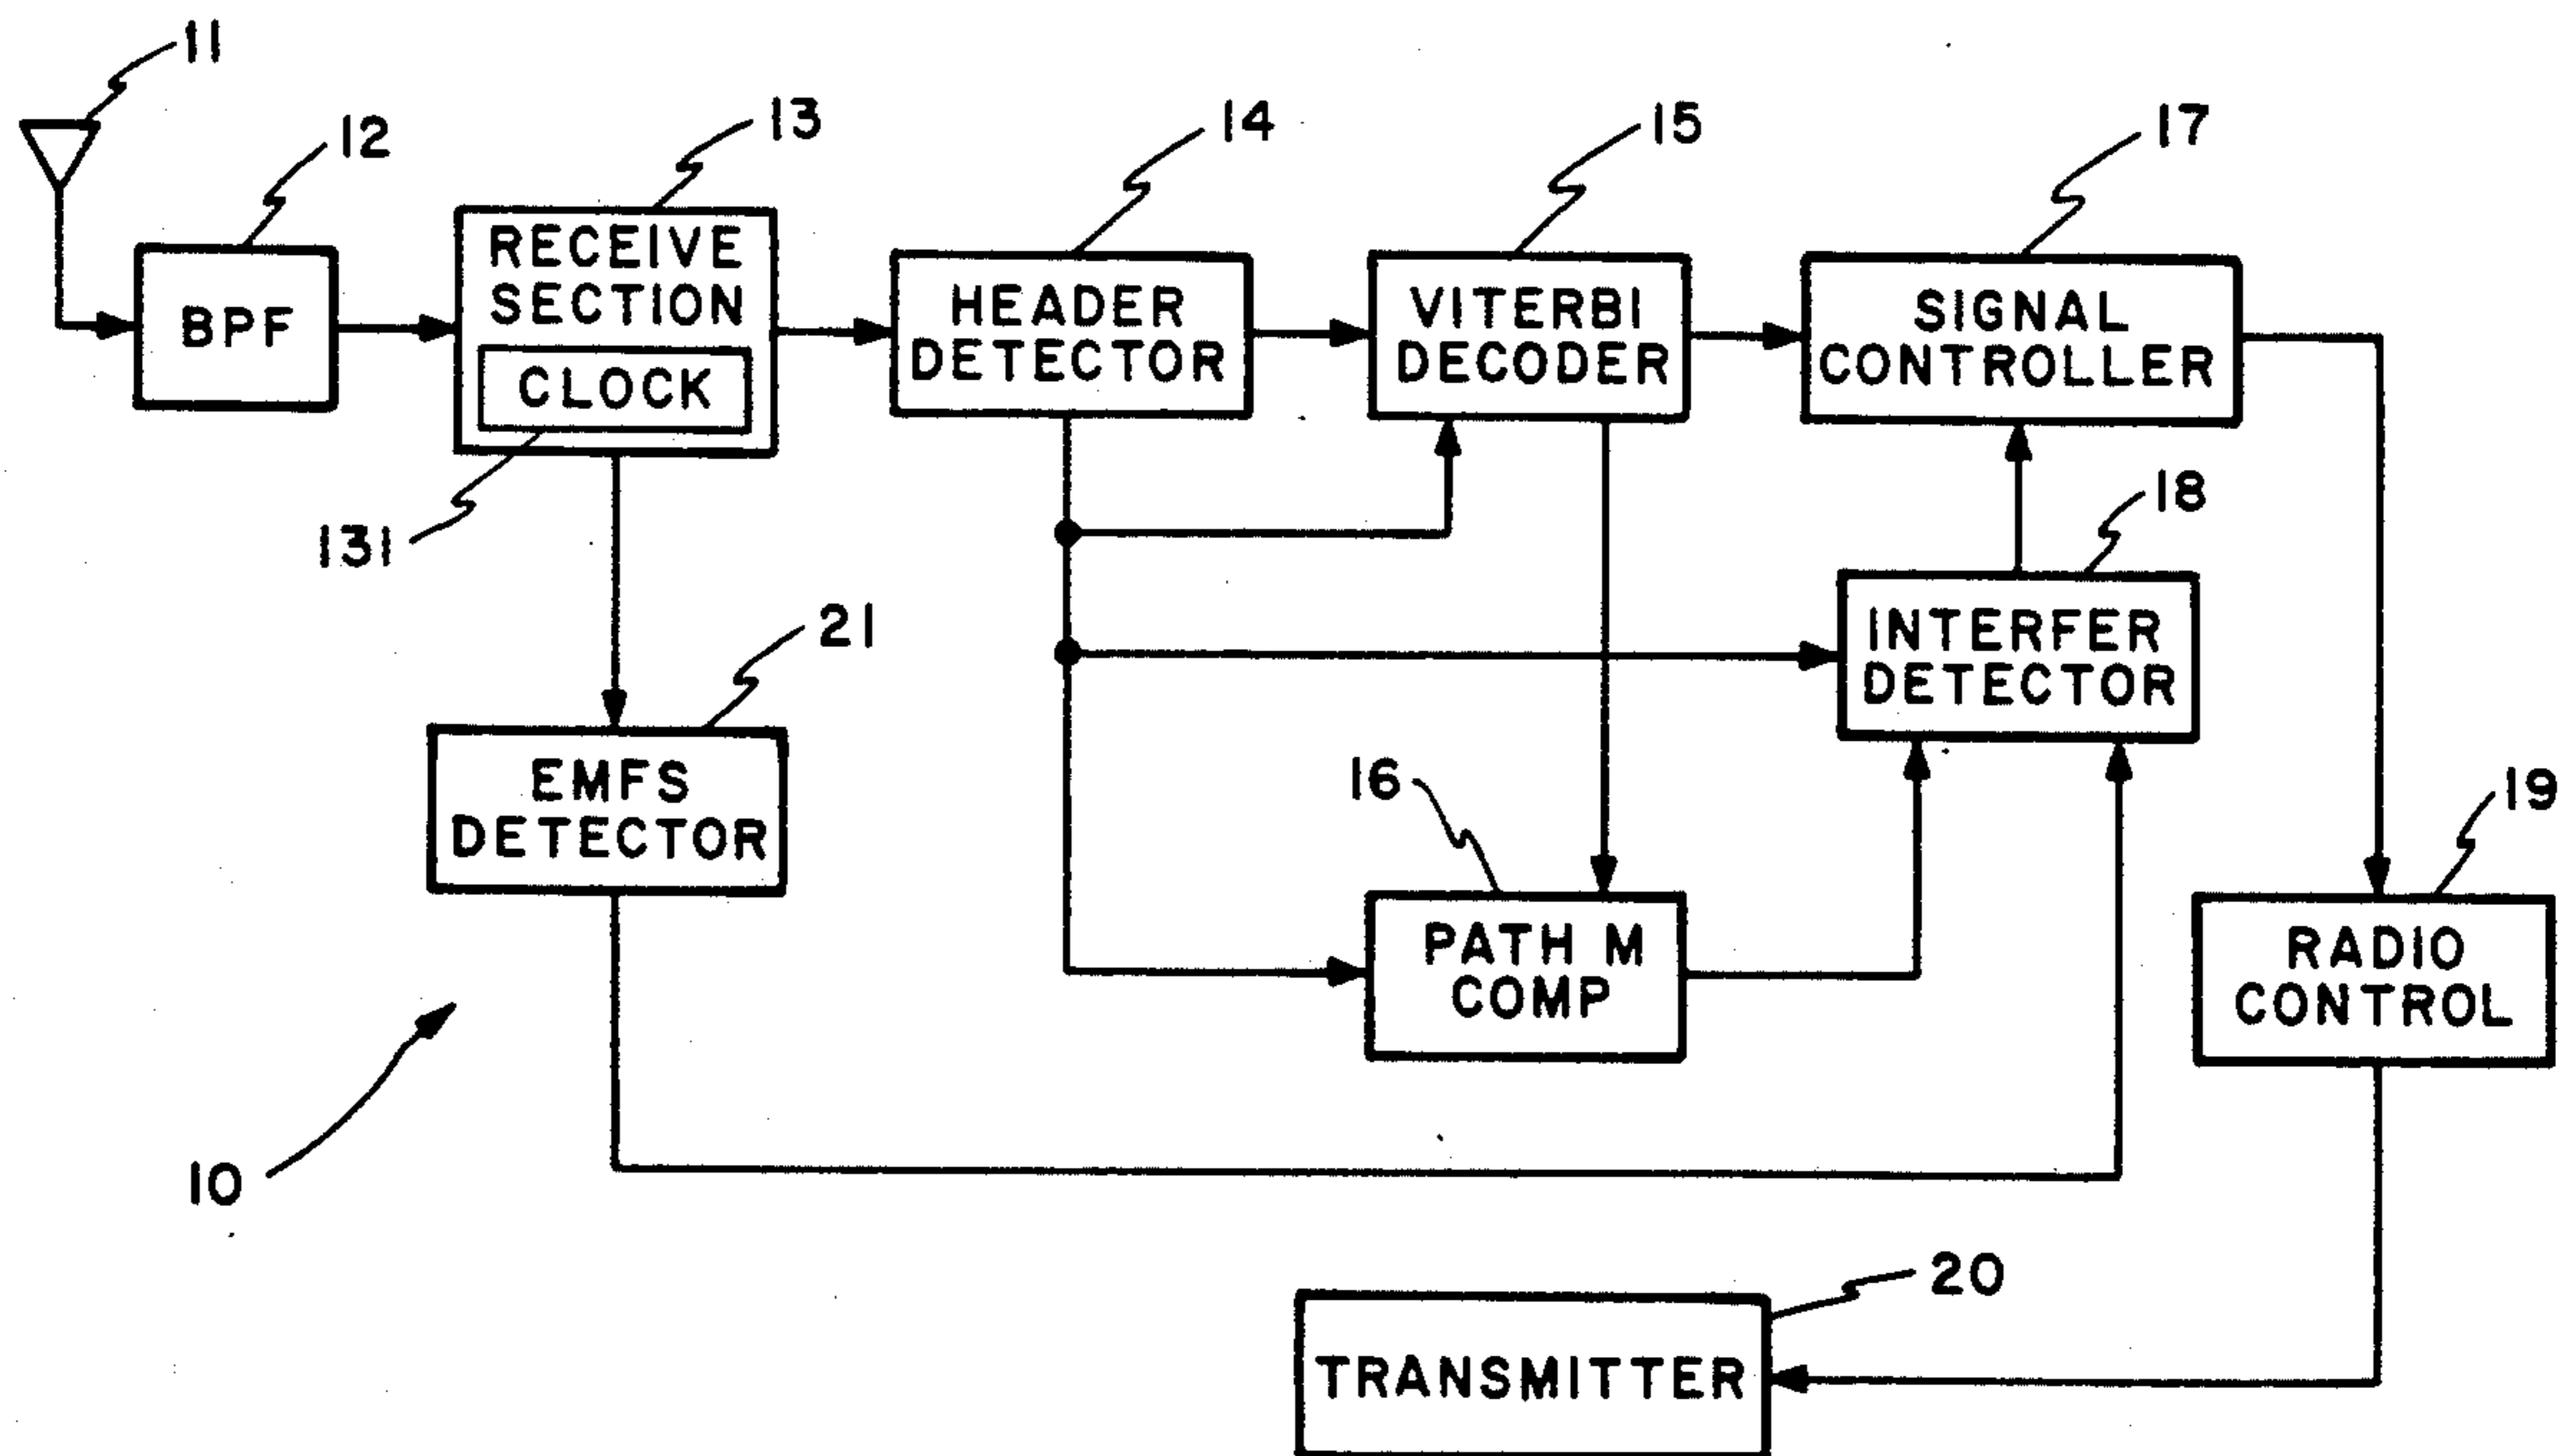 11
12
13
14
15
17
BPF
RECEIVE
SECTION
CLOCK
HEADER
DETECTOR
VITERBI
DECODER
SIGNAL
CONTROLLER
131
18
21
INTERFER
DETECTOR
EMFS
DETECTOR
16
19
PATH M
COMP
RADIO
CONTROL
10
20
TRANSMITTER